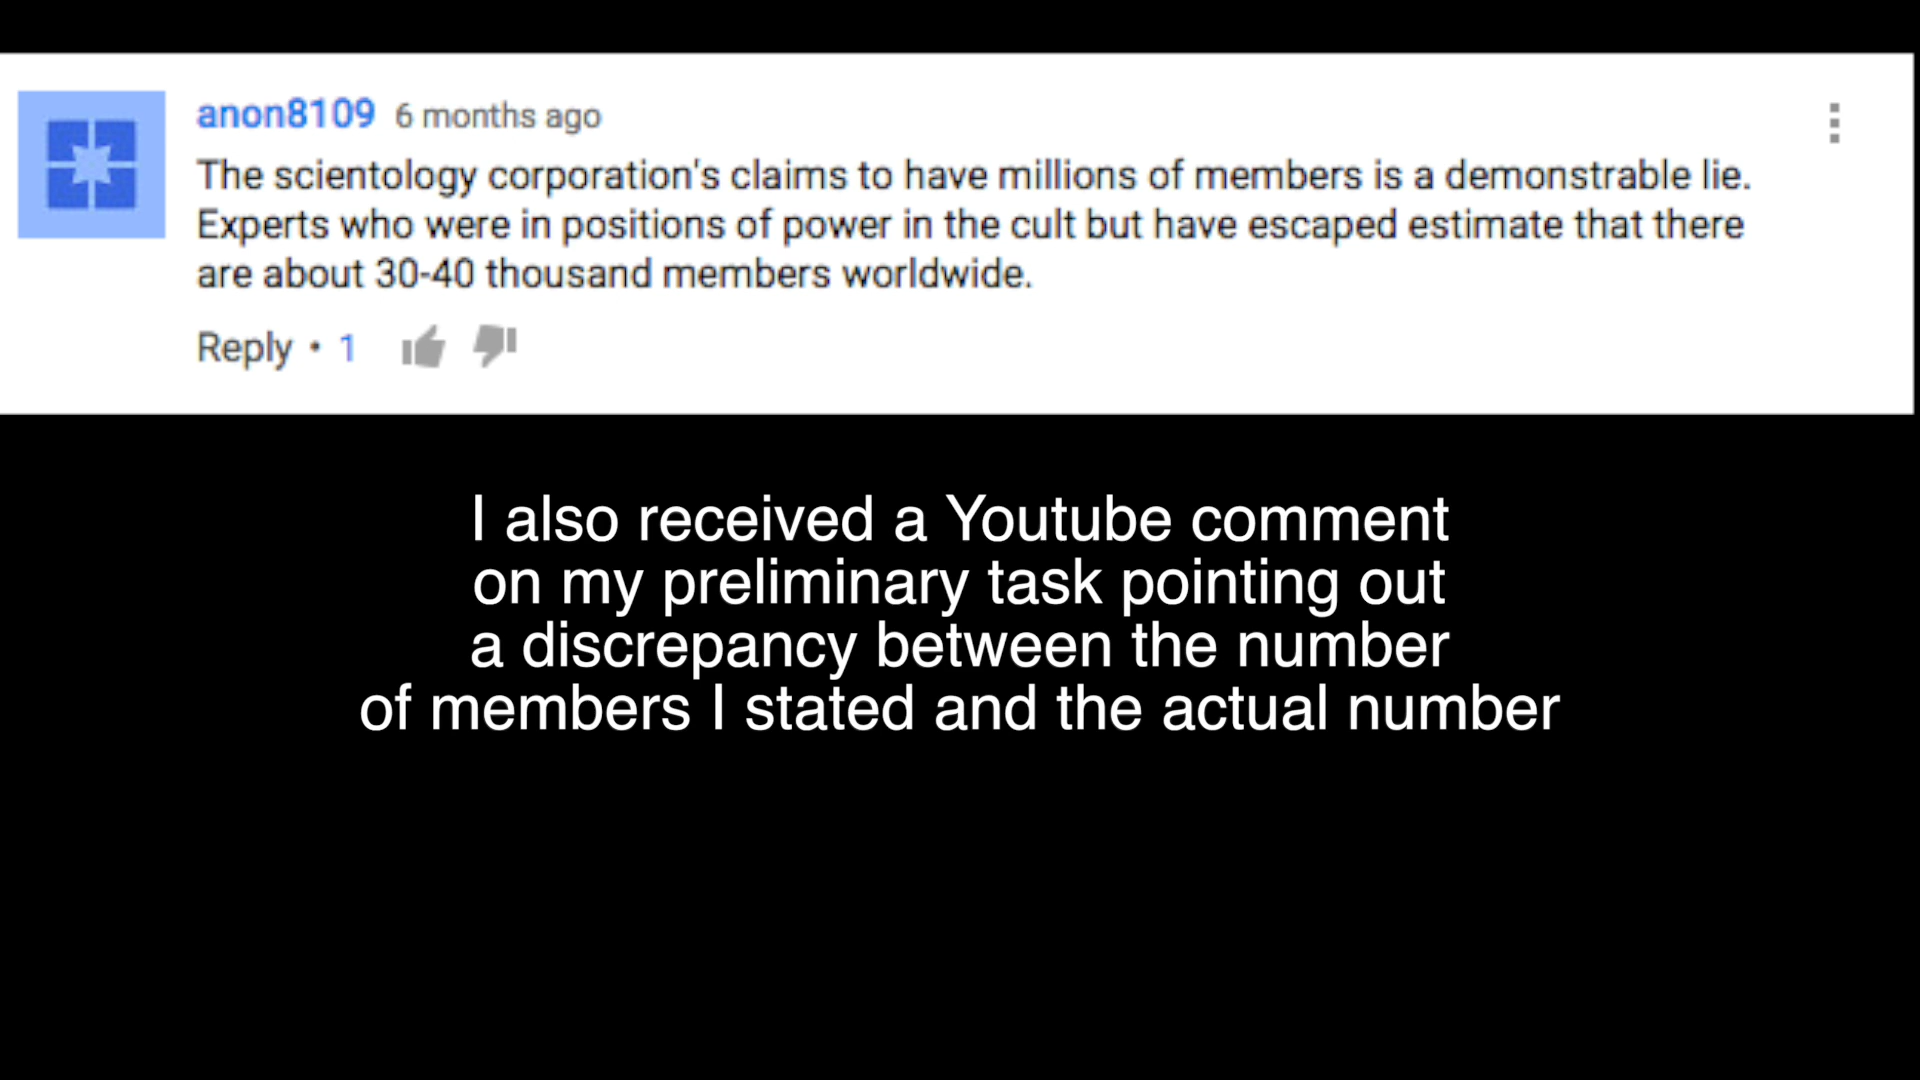 anon8109 6 months ago
The scientology corporation's claims to have millions of members is a demonstrable lie.
Experts who were in positions of power in the cult but have escaped estimate that there
are about 30-40 thousand members worldwide.
Reply • 1
I also received a Youtube comment
on my preliminary task pointing out
a discrepancy between the number
of members I stated and the actual number